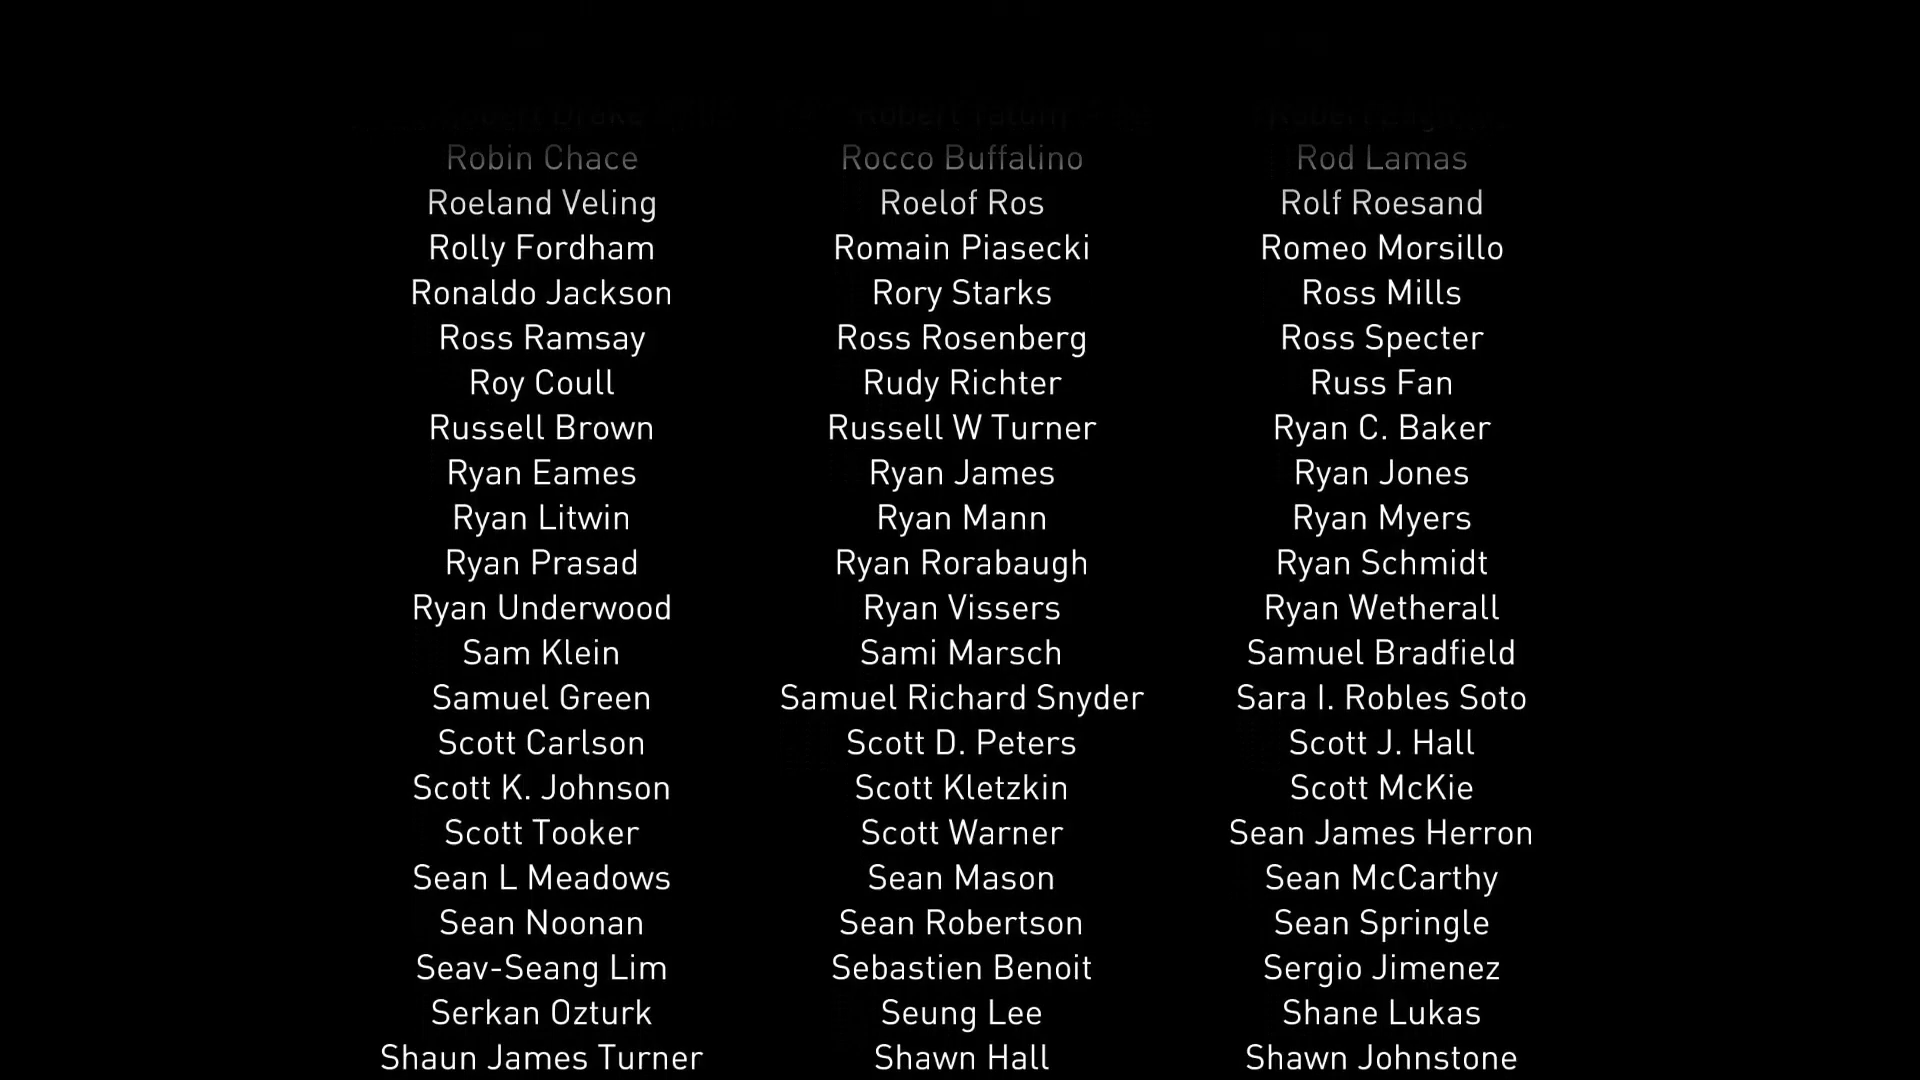 Robert Tatum
Robin Chace Rocco Buffalino Rod Lamas
Roeland Veling Roelof Ros Rolf Roesand
Rolly Fordham Romain Piasecki Romeo Morsillo
Ronaldo Jackson Rory Starks Ross Mills
Ross Ramsay Ross Rosenberg Ross Specter
Roy Coull Rudy Richter Russ Fan
Russell Brown Russell W Turner Ryan C. Baker
Ryan Eames Ryan James Ryan Jones
Ryan Litwin Ryan Mann Ryan Myers
Ryan Prasad Ryan Rorabaugh Ryan Schmidt
Ryan Underwood Ryan Vissers Ryan Wetherall
Sam Klein Sami Marsch Samuel Bradfield
Samuel Green Samuel Richard Snyder Sara I. Robles Soto
Scott Carlson Scott D. Peters Scott J. Hall
Scott K. Johnson Scott Kletzkin Scott McKie
Scott Tooker Scott Warner Sean James Herron
Sean L Meadows Sean Mason Sean McCarthy
Sean Noonan Sean Robertson Sean Springle
Seav-Seang Lim Sebastien Benoit Sergio Jimenez
Serkan Ozturk Seung Lee Shane Lukas
Shaun James Turner Shawn Hall Shawn Johnstone